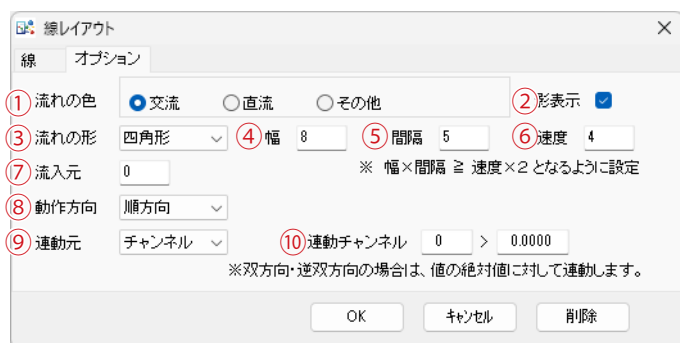 線レイアウト
線 オプション
① 流れの色 交流 直流 その他 ② 影表示
③ 流れの形 四角形 ④ 幅 8 ⑤ 間隔 5 ⑥ 速度 4
⑦ 流入元 0 ※ 幅×間隔 ≧ 速度×2 となるように設定
⑧ 動作方向 順方向
⑨ 連動元 チャンネル ⑩ 連動チャンネル 0 > 0.0000
※双方向・逆双方向の場合は、値の絶対値に対して連動します。
OK キャンセル 削除